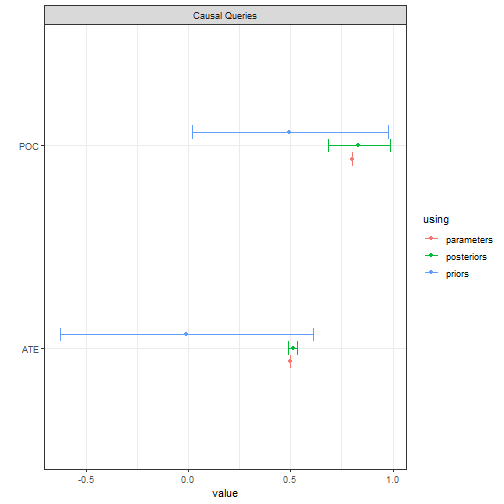 Causal Queries
POC
ATE
-0.5
0.0
0.5
1.0
value
using
parameters
posteriors
priors